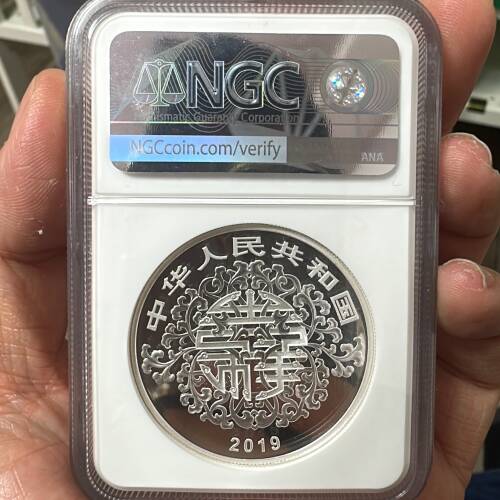 NGC
Numismatic Guaranty Corporation
NGCcoin.com/verify
ANA
中华人民共和国
2019